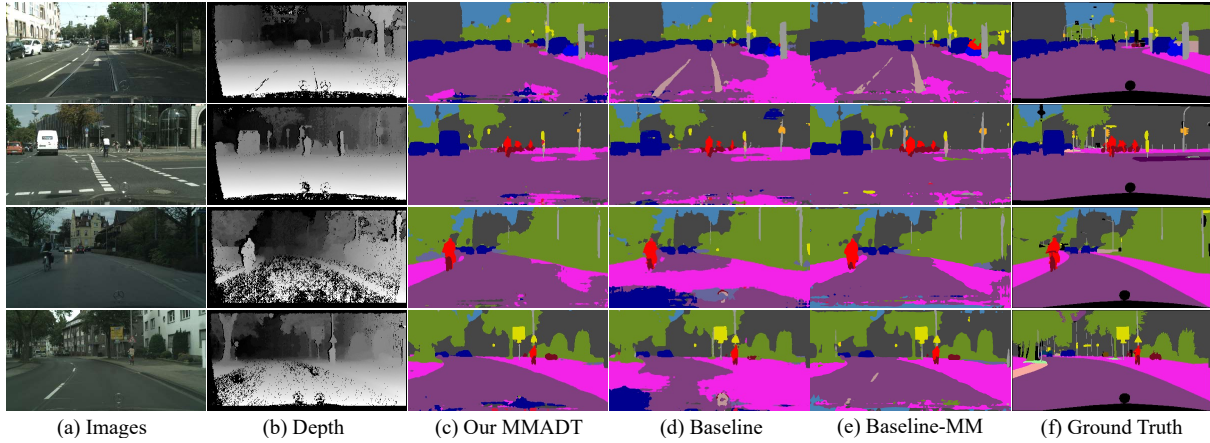 (a) Images
(b) Depth
(c) Our MMADT
(d) Baseline
(e) Baseline-MM
(f) Ground Truth